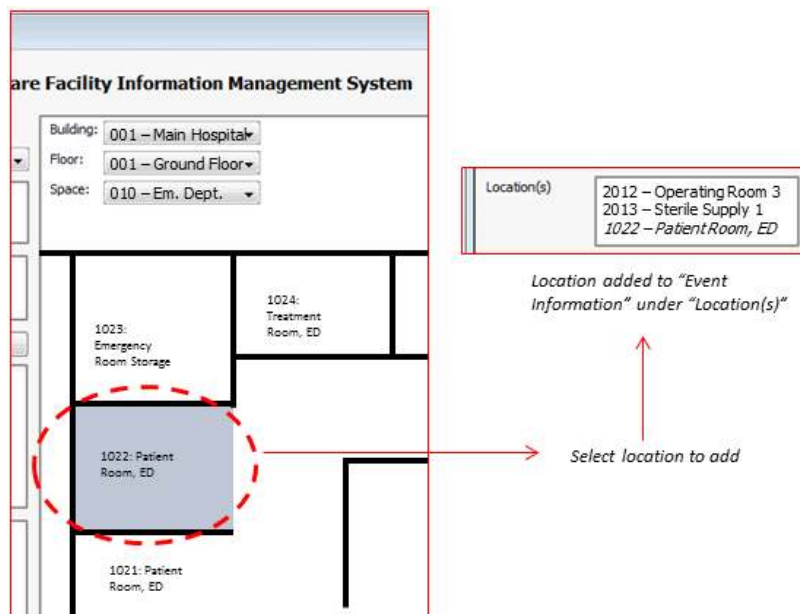 are Facility Information Management System
Building:
001 – Main Hospital
Floor:
001 – Ground Floor
Space:
010 – Em. Dept.
1023:
Emergency
Room Storage
1024:
Treatment
Room, ED
1022: Patient
Room, ED
1021: Patient
Room, ED
Location(s)
2012 – Operating Room 3
2013 – Sterile Supply 1
1022 – Patient Room, ED
Location added to “Event
Information” under “Location(s)”
Select location to add